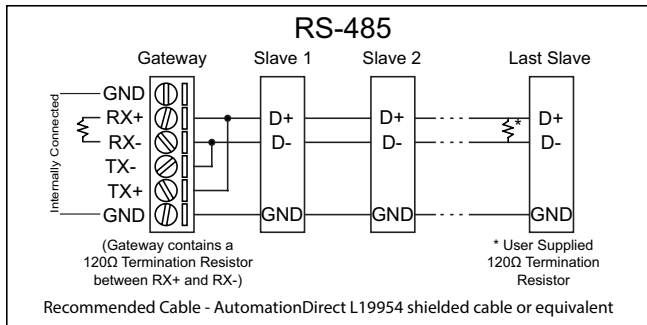 RS-485
Gateway Slave 1 Slave 2 Last Slave
Internally Connected
GND
RX+ D+ D+ * D+
RX- D- D- D-
TX-
TX+
GND GND GND GND
(Gateway contains a
120Ω Termination Resistor
between RX+ and RX-)
* User Supplied
120Ω Termination
Resistor
Recommended Cable - AutomationDirect L19954 shielded cable or equivalent